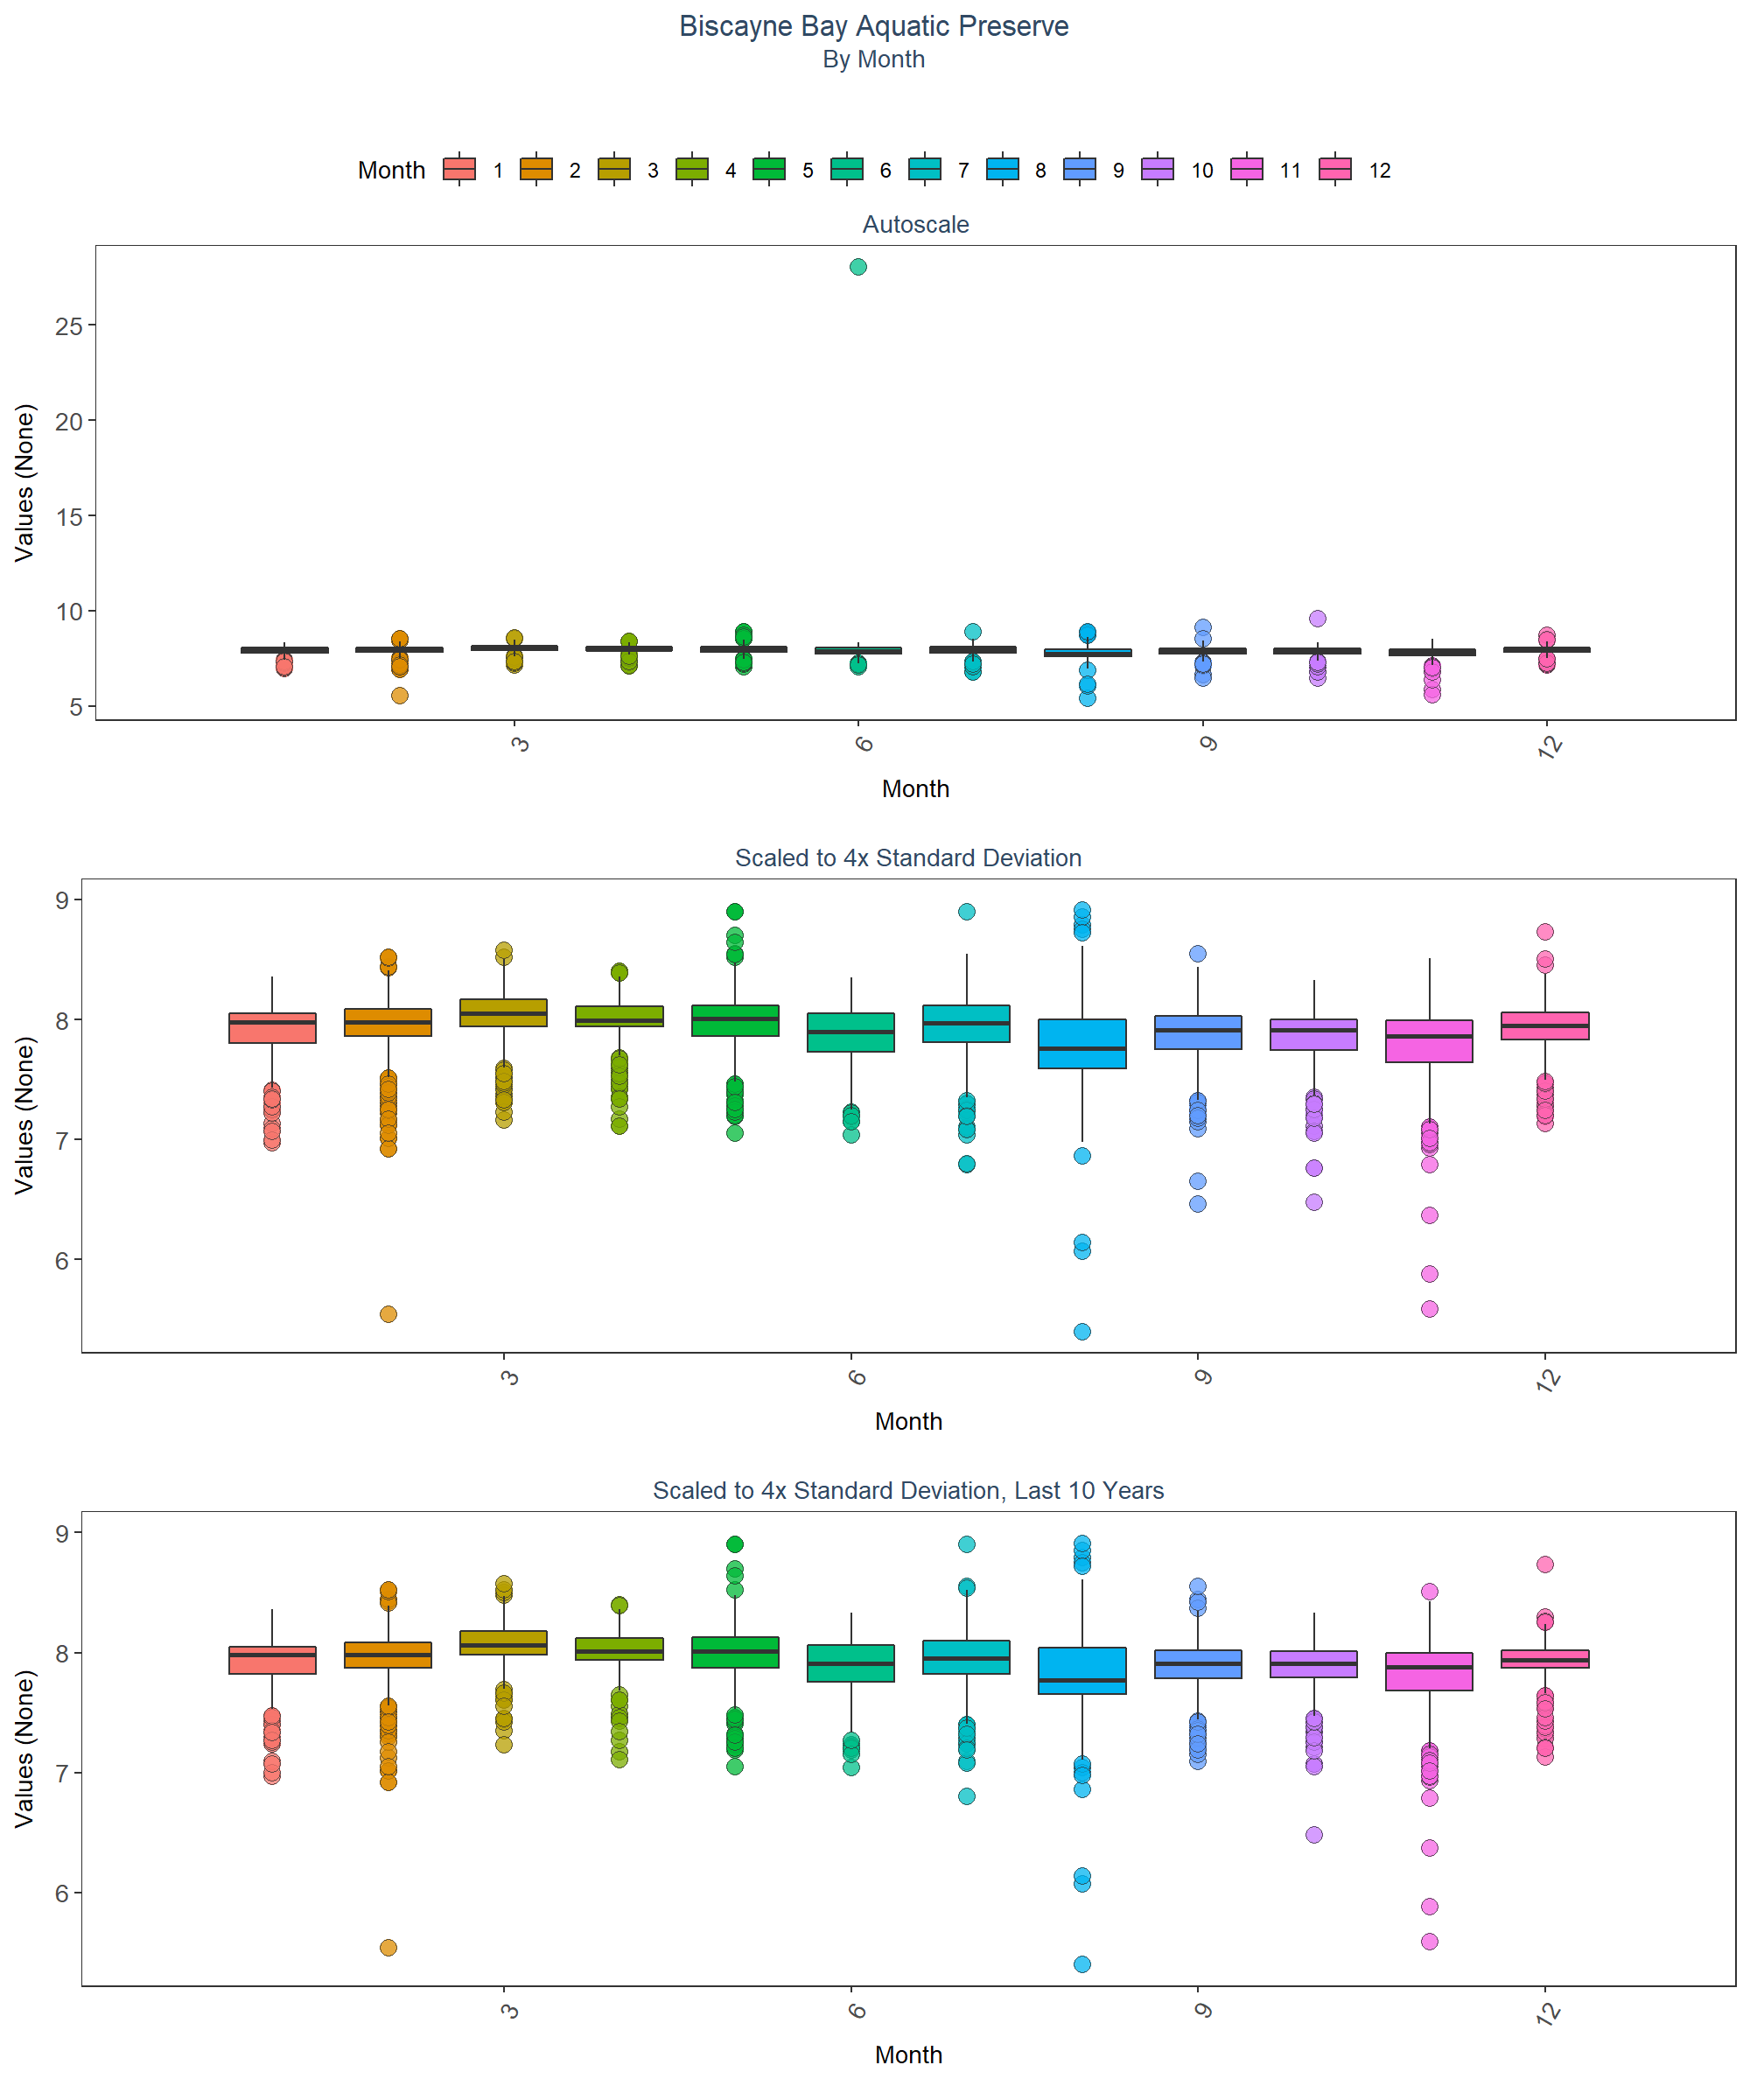 Biscayne Bay Aquatic Preserve
By Month
Month 1 2 3 4 5 6 7 8 9 10 11 12
Autoscale
Values (None)
25
20
15
10
5
3 6 9 12
Month
Scaled to 4x Standard Deviation
Values (None)
9
8
7
6
3 6 9 12
Month
Scaled to 4x Standard Deviation, Last 10 Years
Values (None)
9
8
7
6
3 6 9 12
Month